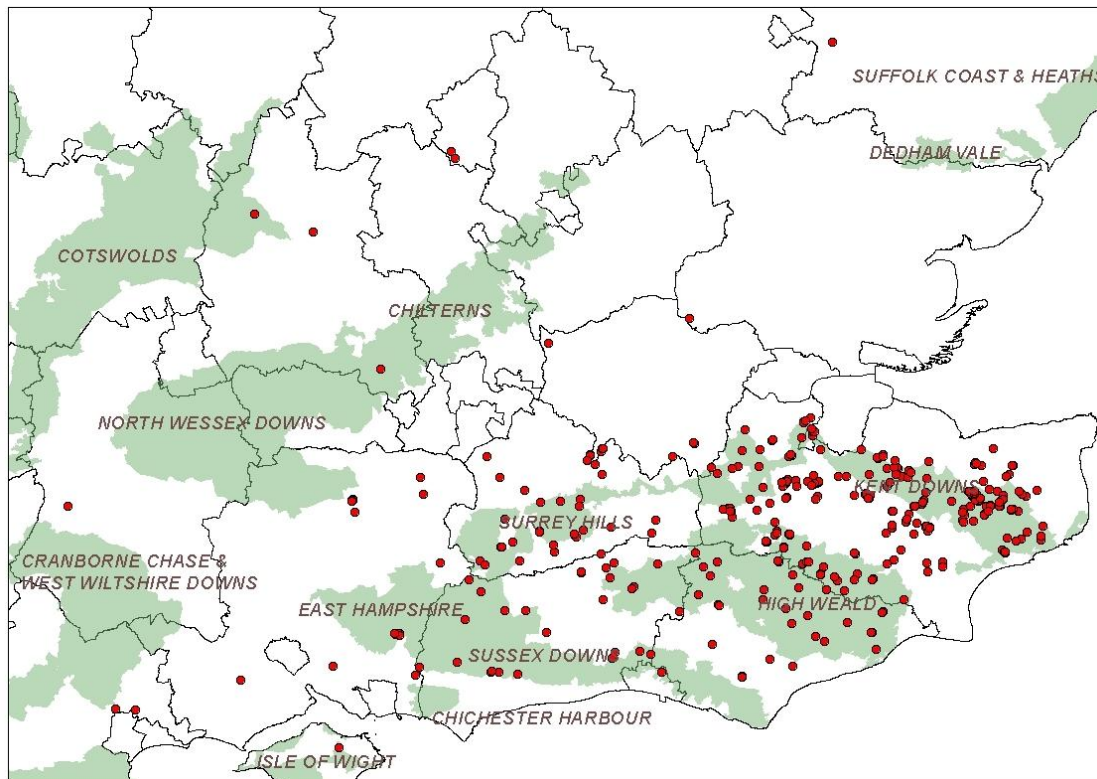 SUFFOLK COAST & HEATHS
DEDHAM VALE
COTSWOLDS
CHILTERNS
NORTH WESSEX DOWNS
KENT DOWNS
SURREY HILLS
CRANBORNE CHASE &
WEST WILTSHIRE DOWNS
EAST HAMPSHIRE
HIGH WEALD
SUSSEX DOWNS
CHICHESTER HARBOUR
ISLE OF WIGHT